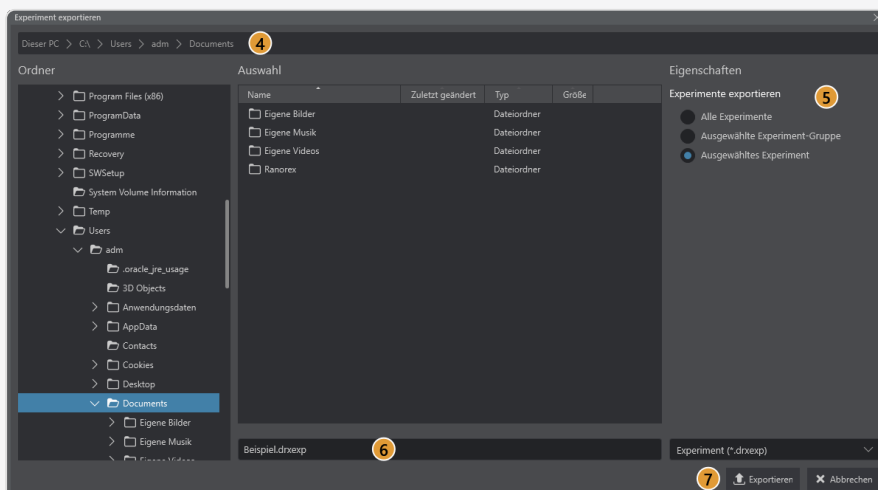 Experiment exportieren
Dieser PC > C:\ > Users > adm > Documents 4
Ordner
Program Files (x86)
ProgramData
Programme
Recovery
SWSetup
System Volume Information
Temp
Users
adm
.oracle_jre_usage
3D Objects
Anwendungsdaten
AppData
Contacts
Cookies
Desktop
Documents
Eigene Bilder
Eigene Musik
Eigene Videos
Auswahl
Name Zuletzt geändert Typ Größe
Eigene Bilder Dateiordner
Eigene Musik Dateiordner
Eigene Videos Dateiordner
Ranorex Dateiordner
Beispiel.drxexp 6
Eigenschaften
Experimente exportieren 5
Alle Experimente
Ausgewählte Experiment-Gruppe
Ausgewähltes Experiment
Experiment (*.drxexp)
7 Exportieren Abbrechen